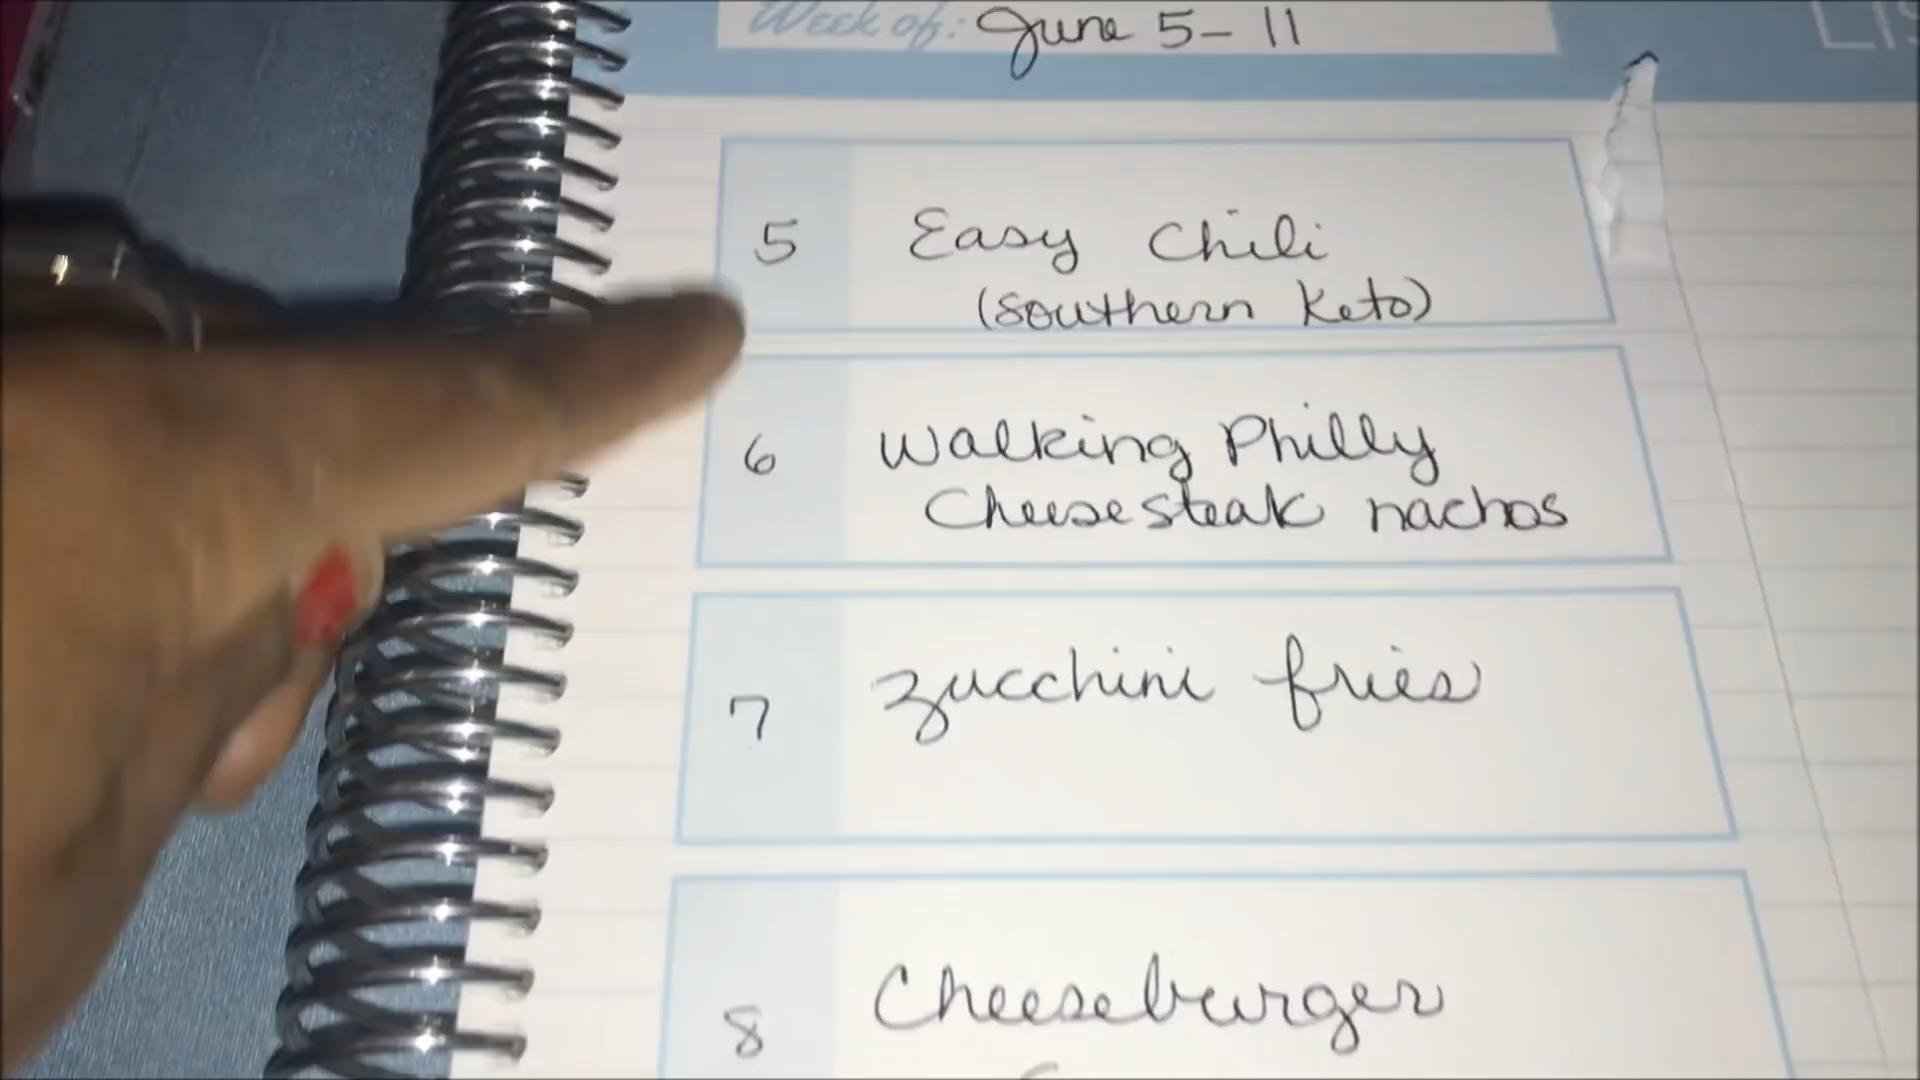 Week of: June 5-11
5 Easy Chili
(Southern Keto)
6 Walking Philly
Cheesesteak nachos
7 zucchini fries
8 Cheeseburger